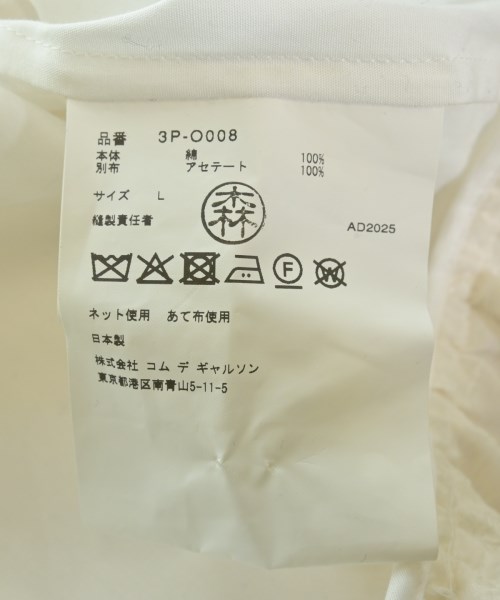 品番 3P-O008
本体 綿 100%
別布 アセテート 100%
サイズ L
森
縫製責任者 AD2025
F W
ネット使用 あて布使用
日本製
株式会社 コム デ ギャルソン
東京都港区南青山5-11-5